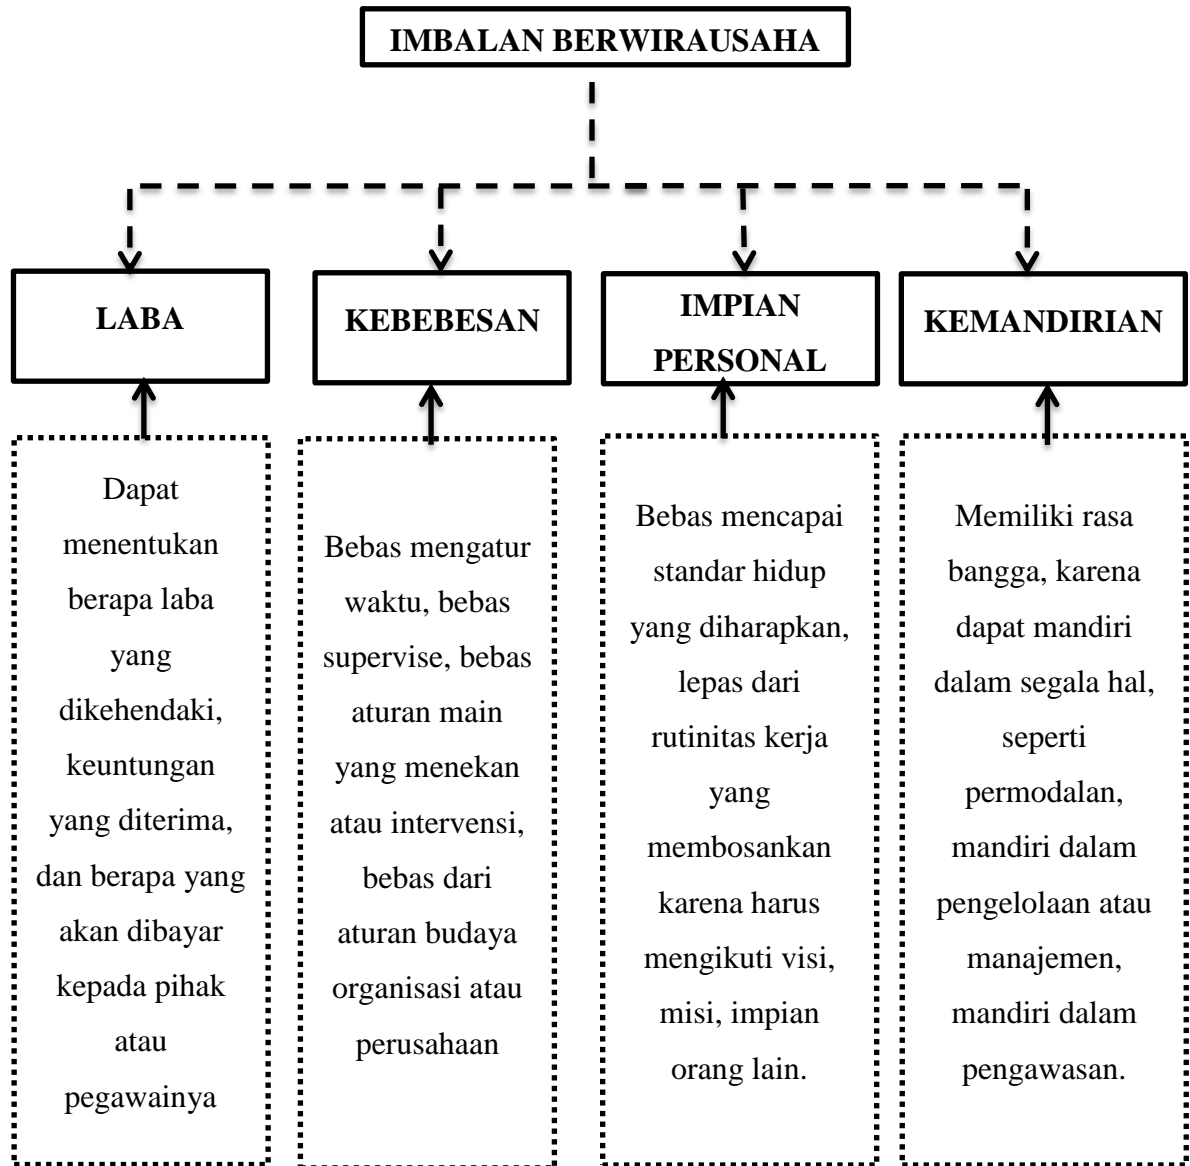 IMBALAN BERWIRAUSAHA
LABA
KEBEBESAN
IMPIAN
PERSONAL
KEMANDIRIAN
Dapat
menentukan
berapa laba
yang
dikehendaki,
keuntungan
yang diterima,
dan berapa yang
akan dibayar
kepada pihak
atau
pegawainya
Bebas mengatur
waktu, bebas
supervise, bebas
aturan main
yang menekan
atau intervensi,
bebas dari
aturan budaya
organisasi atau
perusahaan
Bebas mencapai
standar hidup
yang diharapkan,
lepas dari
rutinitas kerja
yang
membosankan
karena harus
mengikuti visi,
misi, impian
orang lain.
Memiliki rasa
bangga, karena
dapat mandiri
dalam segala hal,
seperti
permodalan,
mandiri dalam
pengelolaan atau
manajemen,
mandiri dalam
pengawasan.